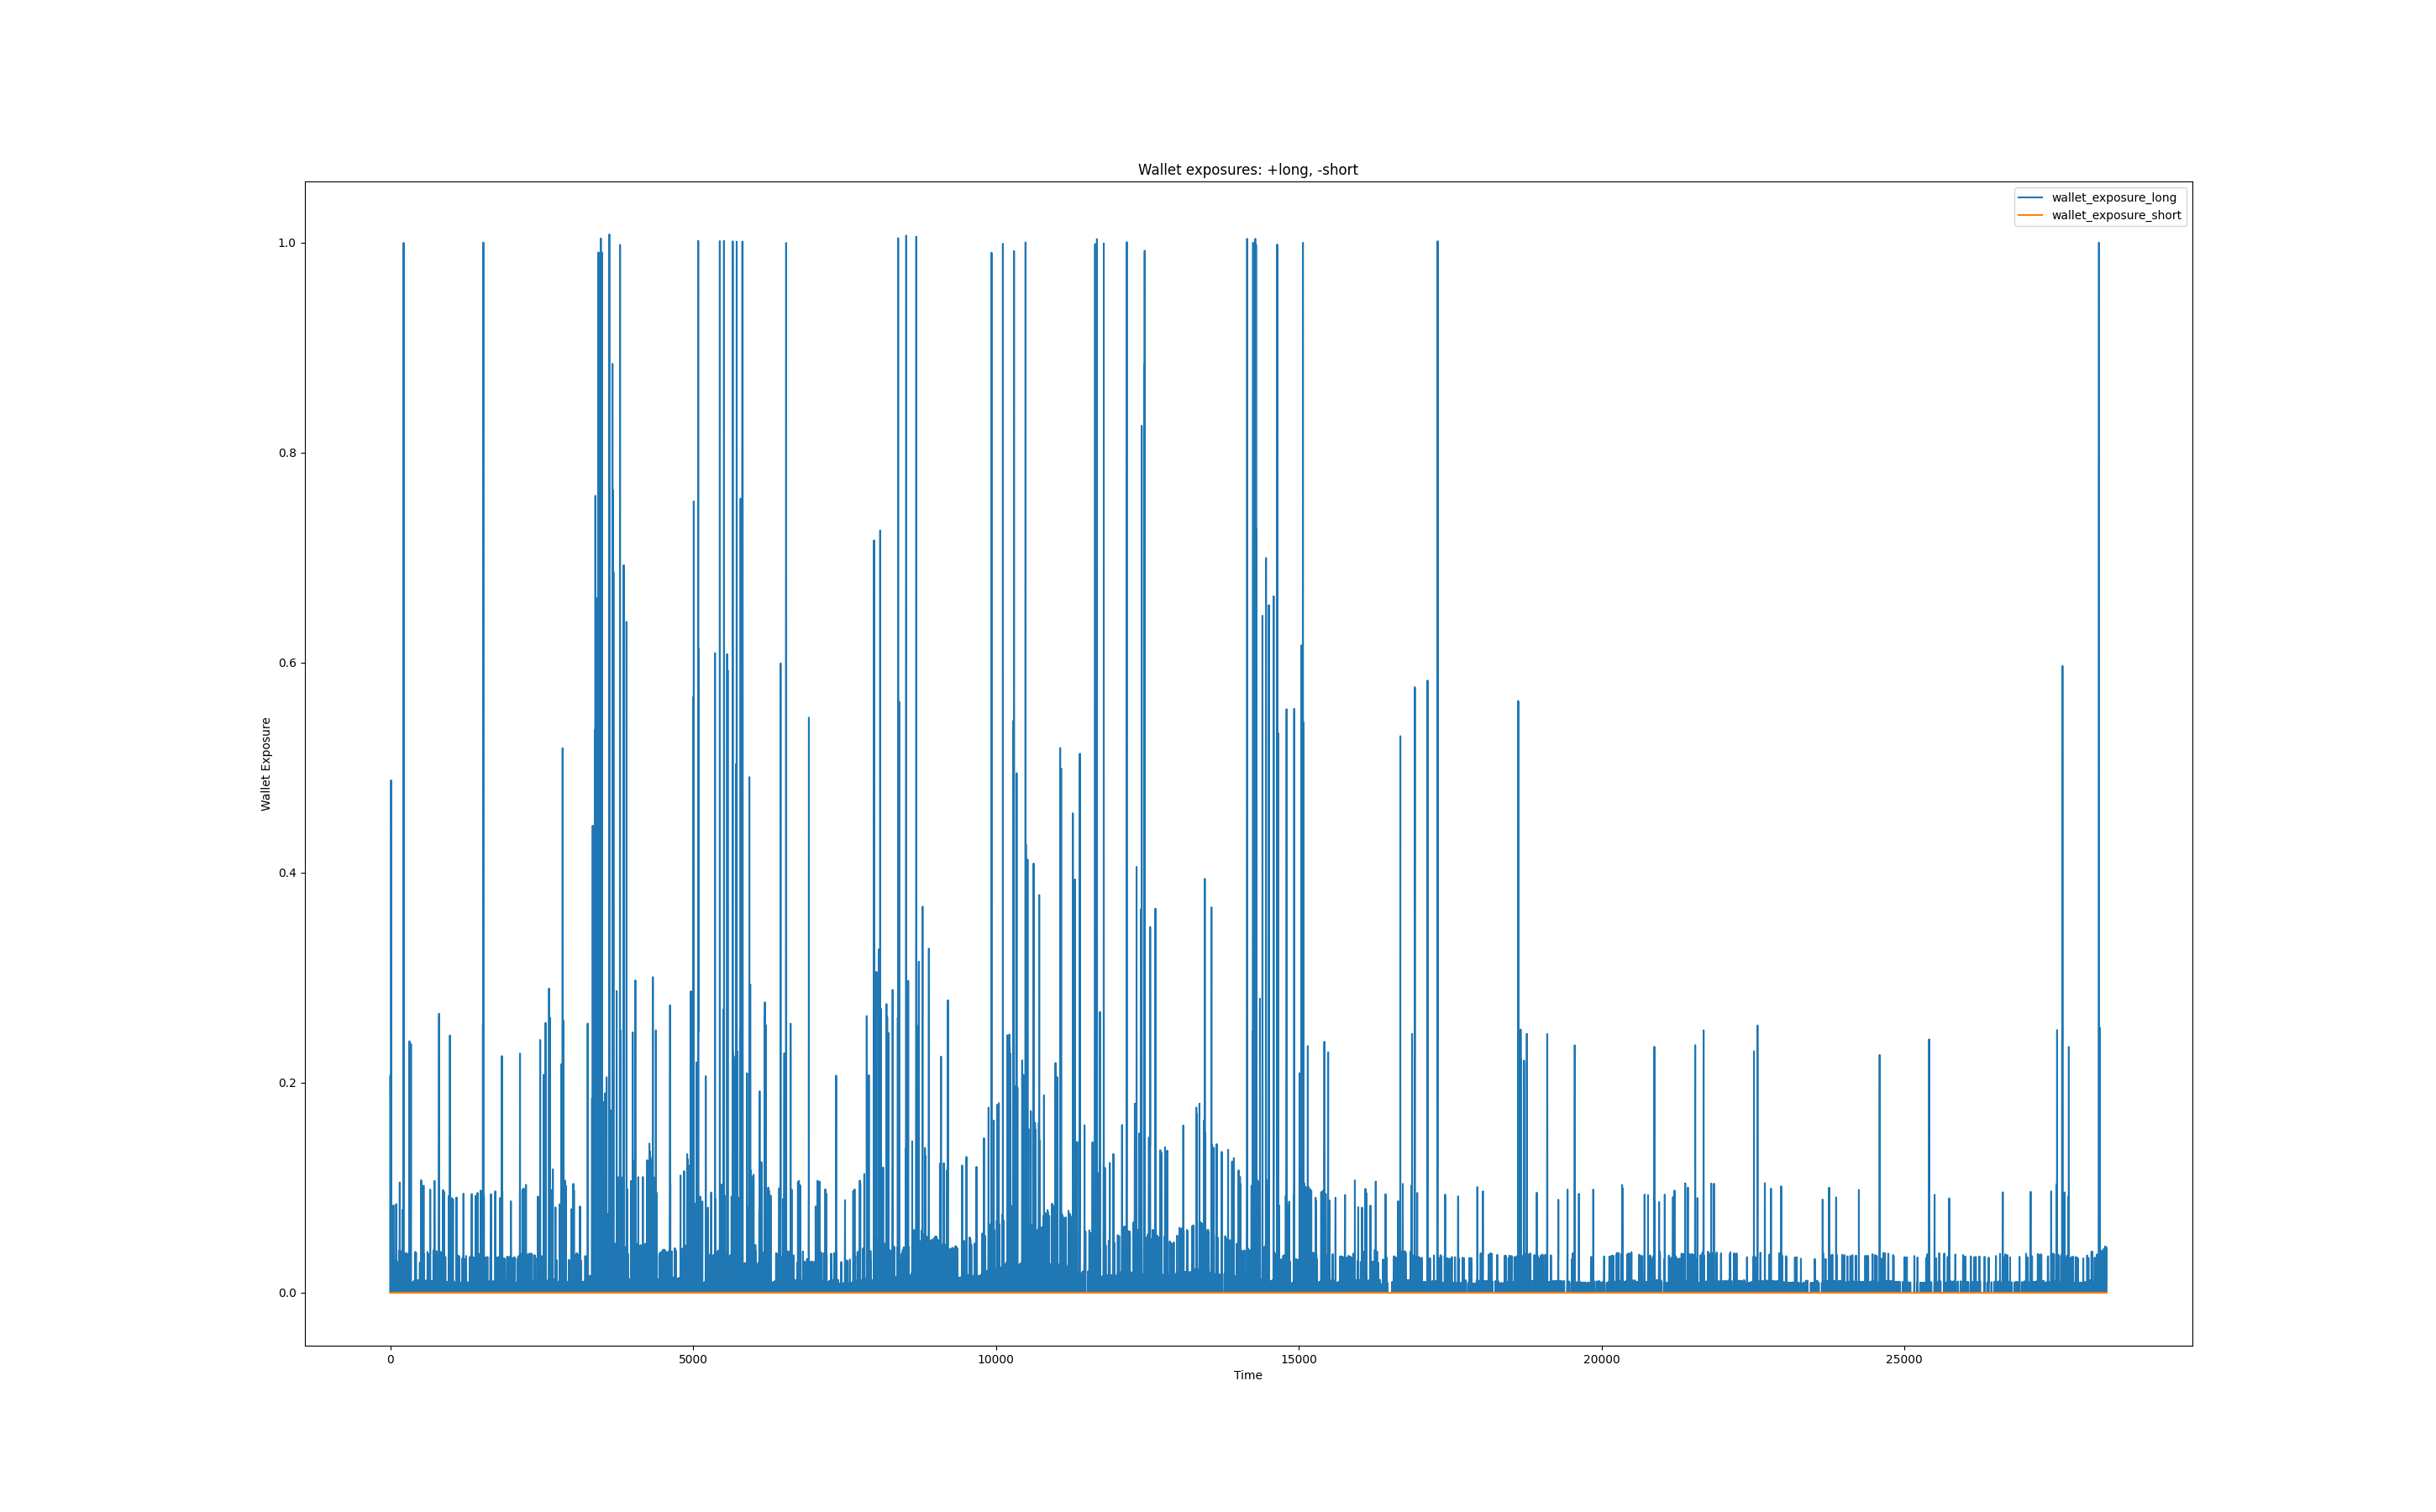 Wallet exposures: +long, -short
wallet_exposure_long
wallet_exposure_short
1.0
0.8
0.6
0.4
0.2
0.0
Wallet Exposure
0 5000 10000 15000 20000 25000
Time